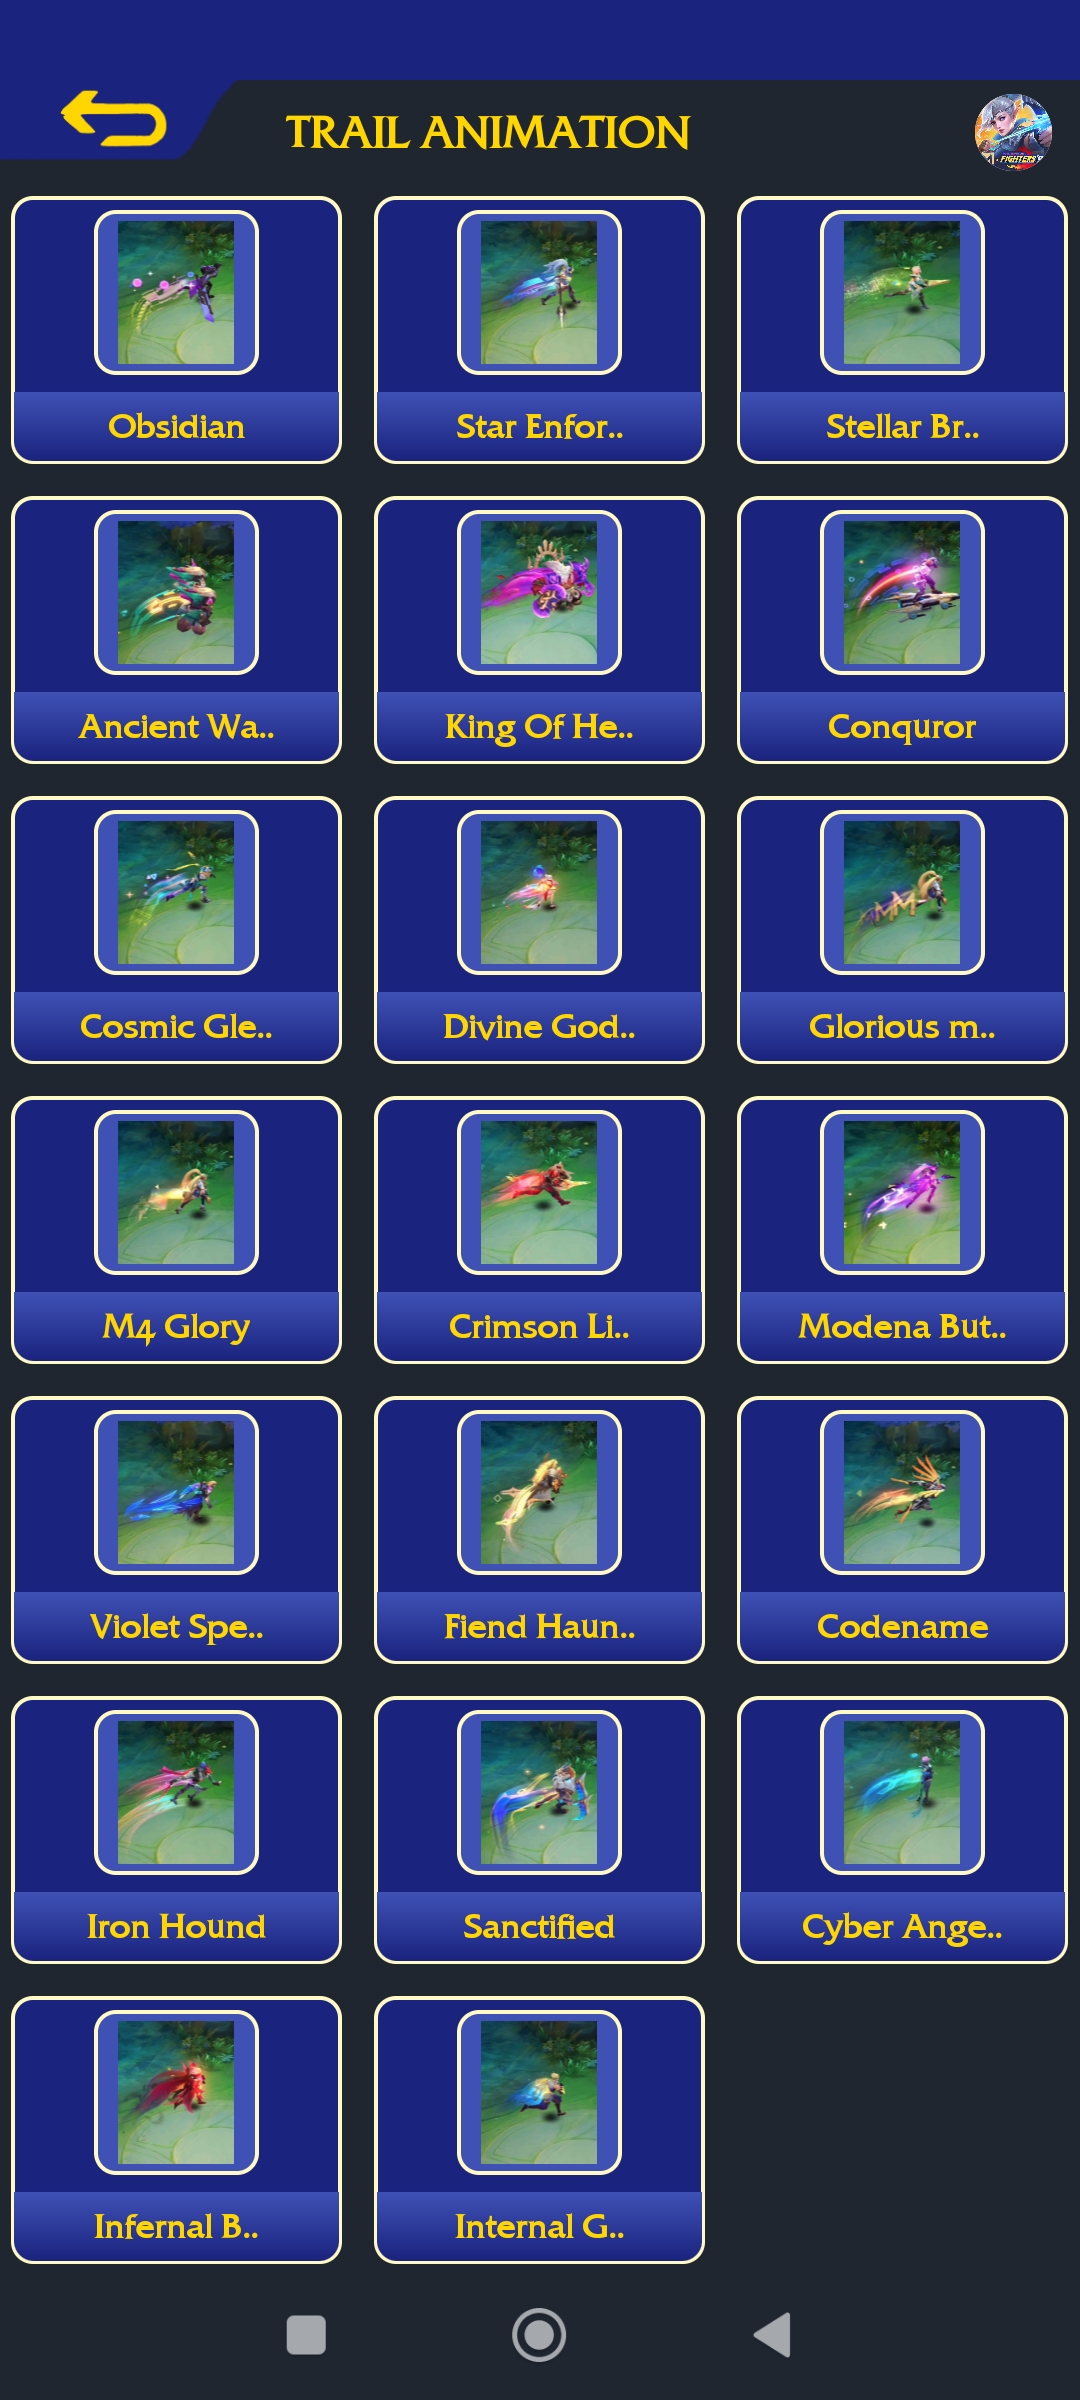 TRAIL ANIMATION
FIGHTERS
Obsidian
Star Enfor..
Stellar Br..
Ancient Wa..
King Of He..
Conquror
Cosmic Gle..
Divine God..
Glorious m..
M4 Glory
Crimson Li..
Modena But..
Violet Spe..
Fiend Haun..
Codename
Iron Hound
Sanctified
Cyber Ange..
Infernal B..
Internal G..